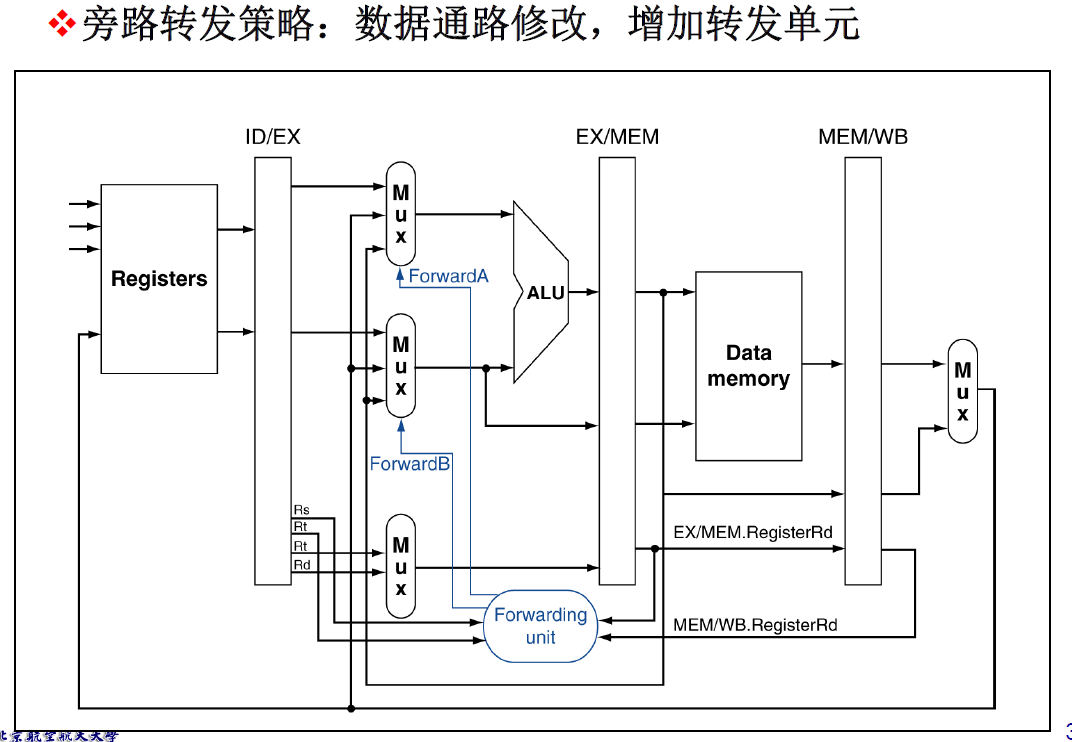 旁路转发策略：数据通路修改，增加转发单元
ID/EX
EX/MEM
MEM/WB
Registers
Mux
ForwardA
ALU
Mux
ForwardB
Data
memory
Mux
Rs
Rt
Rt
Rd
Mux
EX/MEM.RegisterRd
Forwarding
unit
MEM/WB.RegisterRd
北京航空航天大学
3